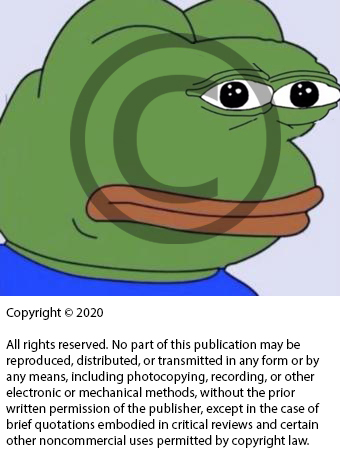 ©
Copyright © 2020
All rights reserved. No part of this publication may be
reproduced, distributed, or transmitted in any form or by
any means, including photocopying, recording, or other
electronic or mechanical methods, without the prior
written permission of the publisher, except in the case of
brief quotations embodied in critical reviews and certain
other noncommercial uses permitted by copyright law.